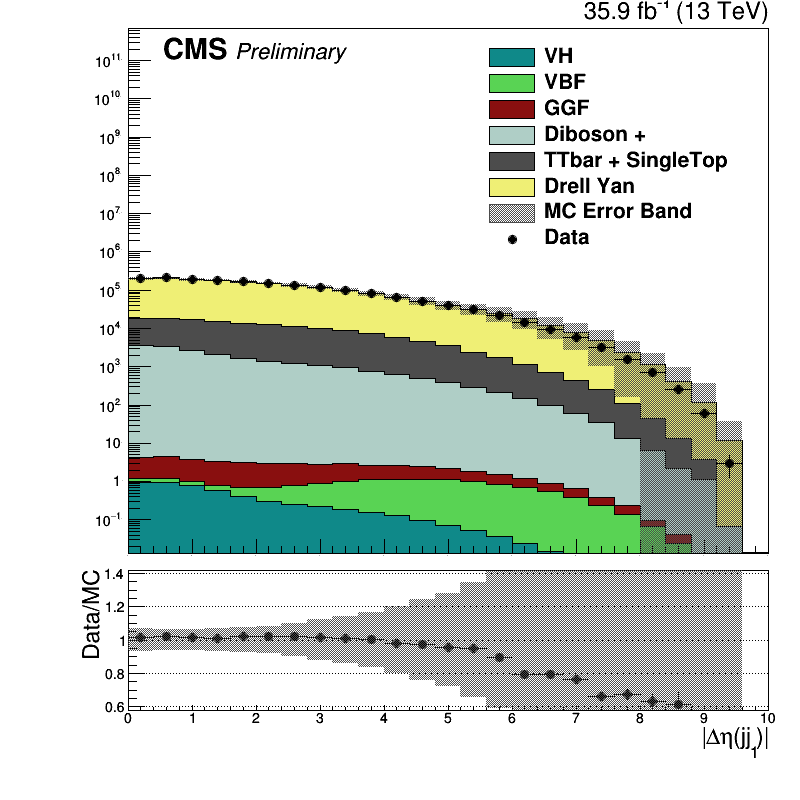 35.9 fb⁻¹ (13 TeV)
CMS Preliminary
VH
VBF
GGF
Diboson +
TTbar + SingleTop
Drell Yan
MC Error Band
Data
10¹¹
10¹⁰
10⁹
10⁸
10⁷
10⁶
10⁵
10⁴
10³
10²
10
1
10⁻¹
Data/MC
1.4
1.2
1
0.8
0.6
0 1 2 3 4 5 6 7 8 9 10
|Δη(jj₁)|